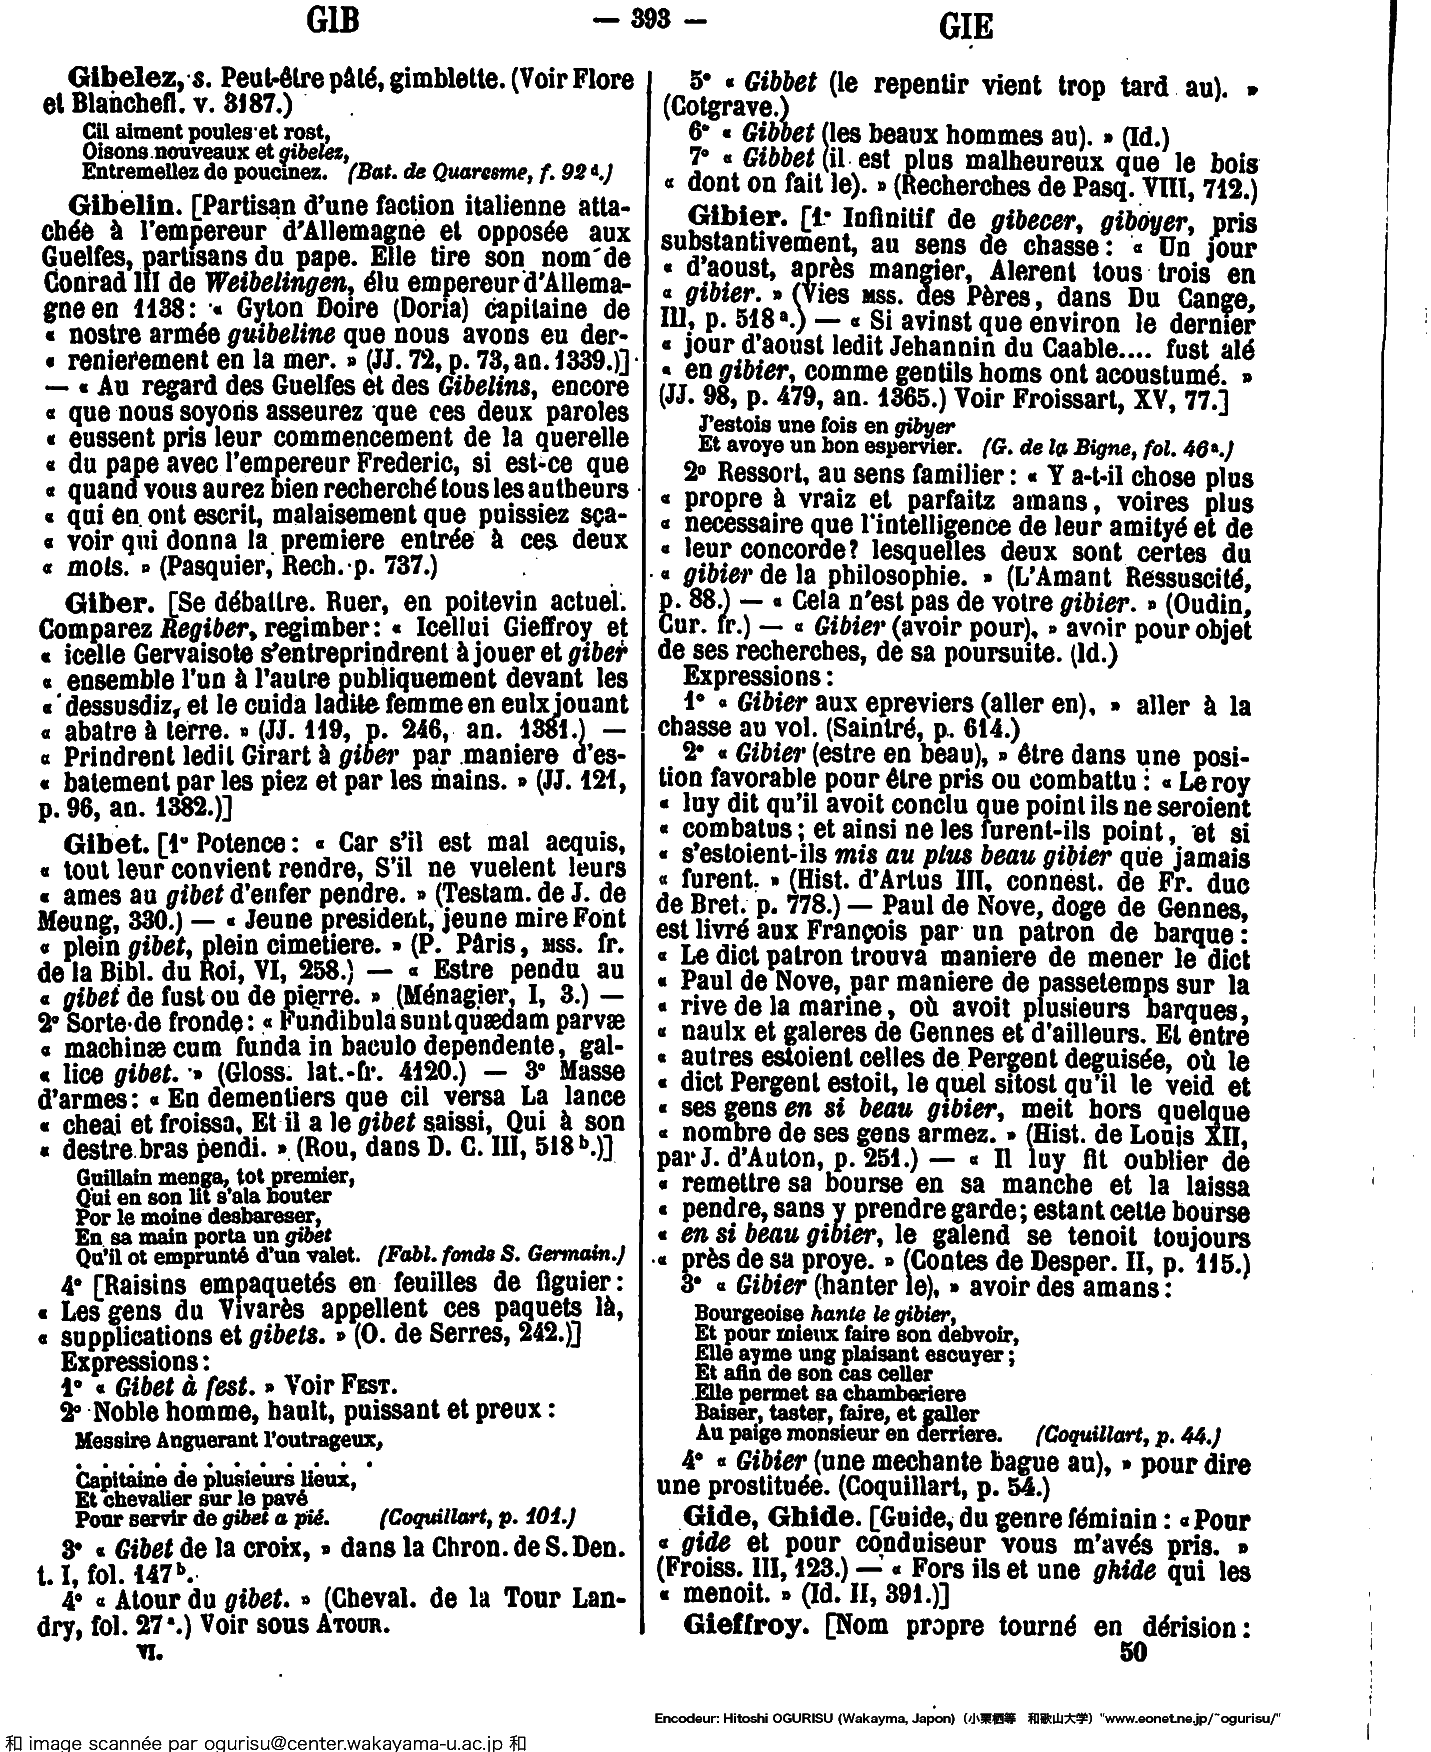 GIB
— 393 —
GIE
Gibelez, s. Peut-être pâté, gimblette. (Voir Flore
et Blanchefl. v. 3187.)
Cil aiment poules et rost,
Oisons nouveaux et gibelez,
Entremellez de poucinez. (Bat. de Quaresme, f. 92 d.)
Gibelin. [Partisan d'une faction italienne atta-
chée à l'empereur d'Allemagne et opposée aux
Guelfes, partisans du pape. Elle tire son nom de
Conrad III de Weibelingen, élu empereur d'Allema-
gne en 1138 : « Gyton Doire (Doria) capitaine de
« nostre armée guibeline que nous avons eu der-
« renierement en la mer. » (JJ. 72, p. 73, an. 1339.)]
— « Au regard des Guelfes et des Gibelins, encore
« que nous soyons asseurez que ces deux paroles
« eussent pris leur commencement de la querelle
« du pape avec l'empereur Frederic, si est-ce que
« quand vous aurez bien recherché tous les autheurs
« qui en ont escrit, malaisement que puissiez sça-
« voir qui donna la premiere entrée à ces deux
« mots. » (Pasquier, Rech. p. 737.)
Giber. [Se débattre. Ruer, en poitevin actuel.
Comparez Regiber, regimber : « Icellui Gieffroy et
« icelle Gervaisote s'entreprindrent à jouer et giber
« ensemble l'un à l'autre publiquement devant les
« dessusdiz, et le cuida ladite femme en eulx jouant
« abatre à terre. » (JJ. 119, p. 246, an. 1381.) —
« Prindrent ledit Girart à giber par maniere d'es-
« batement par les piez et par les mains. » (JJ. 121,
p. 96, an. 1382.)]
Gibet. [1° Potence : « Car s'il est mal acquis,
« tout leur convient rendre, S'il ne vuelent leurs
« ames au gibet d'enfer pendre. » (Testam. de J. de
Meung, 330.) — « Jeune president, jeune mire Font
« plein gibet, plein cimetiere. » (P. Pâris, MSS. fr.
de la Bibl. du Roi, VI, 258.) — « Estre pendu au
« gibet de fust ou de pierre. » (Ménagier, I, 3.) —
2° Sorte de fronde : « Fundibula sunt quædam parvæ
« machinæ cum funda in baculo dependente, gal-
« lice gibet. » (Gloss. lat.-fr. 4120.) — 3° Masse
d'armes : « En dementiers que cil versa La lance
« cheai et froissa, Et il a le gibet saissi, Qui à son
« destre bras pendi. » (Rou, dans D. C. III, 518 b.)]
Guillain menga, tot premier,
Qui en son lit s'ala bouter
Por le moine desbareser,
En sa main porta un gibet
Qu'il ot emprunté d'un valet. (Fabl. fonds S. Germain.)
4° [Raisins empaquetés en feuilles de figuier :
« Les gens du Vivarès appellent ces paquets là,
« supplications et gibets. » (O. de Serres, 242.)]
Expressions :
1° « Gibet à fest. » Voir FEST.
2° Noble homme, hault, puissant et preux :
Messire Anguerant l'outrageux,
. . . . . . . . . . . . .
Capitaine de plusieurs lieux,
Et chevalier sur le pavé
Pour servir de gibet a pié. (Coquillart, p. 101.)
3° « Gibet de la croix, » dans la Chron. de S. Den.
t. I, fol. 147 b.
4° « Atour du gibet. » (Cheval. de la Tour Lan-
dry, fol. 27 a.) Voir sous ATOUR.
VI.
5° « Gibbet (le repentir vient trop tard au). »
(Cotgrave.)
6° « Gibbet (les beaux hommes au). » (Id.)
7° « Gibbet (il est plus malheureux que le bois
« dont on fait le). » (Recherches de Pasq. VIII, 712.)
Gibier. [1° Infinitif de gibecer, giboyer, pris
substantivement, au sens de chasse : « Un jour
« d'aoust, après mangier, Alerent tous trois en
« gibier. » (Vies MSS. des Pères, dans Du Cange,
III, p. 518 a.) — « Si avinst que environ le dernier
« jour d'aoust ledit Jehannin du Caable.... fust alé
« en gibier, comme gentils homs ont acoustumé. »
(JJ. 98, p. 479, an. 1365.) Voir Froissart, XV, 77.]
J'estois une fois en gibyer
Et avoye un bon espervier. (G. de la Bigne, fol. 46 a.)
2° Ressort, au sens familier : « Y a-t-il chose plus
« propre à vraiz et parfaitz amans, voires plus
« necessaire que l'intelligence de leur amityé et de
« leur concorde? lesquelles deux sont certes du
« gibier de la philosophie. » (L'Amant Ressuscité,
p. 88.) — « Cela n'est pas de votre gibier. » (Oudin,
Cur. fr.) — « Gibier (avoir pour), » avoir pour objet
de ses recherches, de sa poursuite. (Id.)
Expressions :
1° « Gibier aux epreviers (aller en), » aller à la
chasse au vol. (Saintré, p. 614.)
2° « Gibier (estre en beau), » être dans une posi-
tion favorable pour être pris ou combattu : « Le roy
« luy dit qu'il avoit conclu que point ils ne seroient
« combatus ; et ainsi ne les furent-ils point, et si
« s'estoient-ils mis au plus beau gibier que jamais
« furent. » (Hist. d'Artus III, connest. de Fr. duc
de Bret. p. 778.) — Paul de Nove, doge de Gennes,
est livré aux François par un patron de barque :
« Le dict patron trouva maniere de mener le dict
« Paul de Nove, par maniere de passetemps sur la
« rive de la marine, où avoit plusieurs barques,
« naulx et galeres de Gennes et d'ailleurs. Et entre
« autres estoient celles de Pergent deguisée, où le
« dict Pergent estoit, le quel sitost qu'il le veid et
« ses gens en si beau gibier, meit hors quelque
« nombre de ses gens armez. » (Hist. de Louis XII,
par J. d'Auton, p. 251.) — « Il luy fit oublier de
« remettre sa bourse en sa manche et la laissa
« pendre, sans y prendre garde ; estant cette bourse
« en si beau gibier, le galend se tenoit toujours
« près de sa proye. » (Contes de Desper. II, p. 115.)
3° « Gibier (hanter le), » avoir des amans :
Bourgeoise hante le gibier,
Et pour mieux faire son debvoir,
Elle ayme ung plaisant escuyer ;
Et afin de son cas celler
Elle permet sa chamberiere
Baiser, taster, faire, et galler
Au paige monsieur en derriere. (Coquillart, p. 44.)
4° « Gibier (une mechante bague au), » pour dire
une prostituée. (Coquillart, p. 54.)
Gide, Ghide. [Guide, du genre féminin : « Pour
« gide et pour conduiseur vous m'avés pris. »
(Froiss. III, 123.) — « Fors ils et une ghide qui les
« menoit. » (Id. II, 391.)]
Gieffroy. [Nom propre tourné en dérision :
50
Encodeur: Hitoshi OGURISU (Wakayma, Japon) (小栗栖等 和歌山大学) "www.eonet.ne.jp/~ogurisu/"
和 image scannée par ogurisu@center.wakayama-u.ac.jp 和